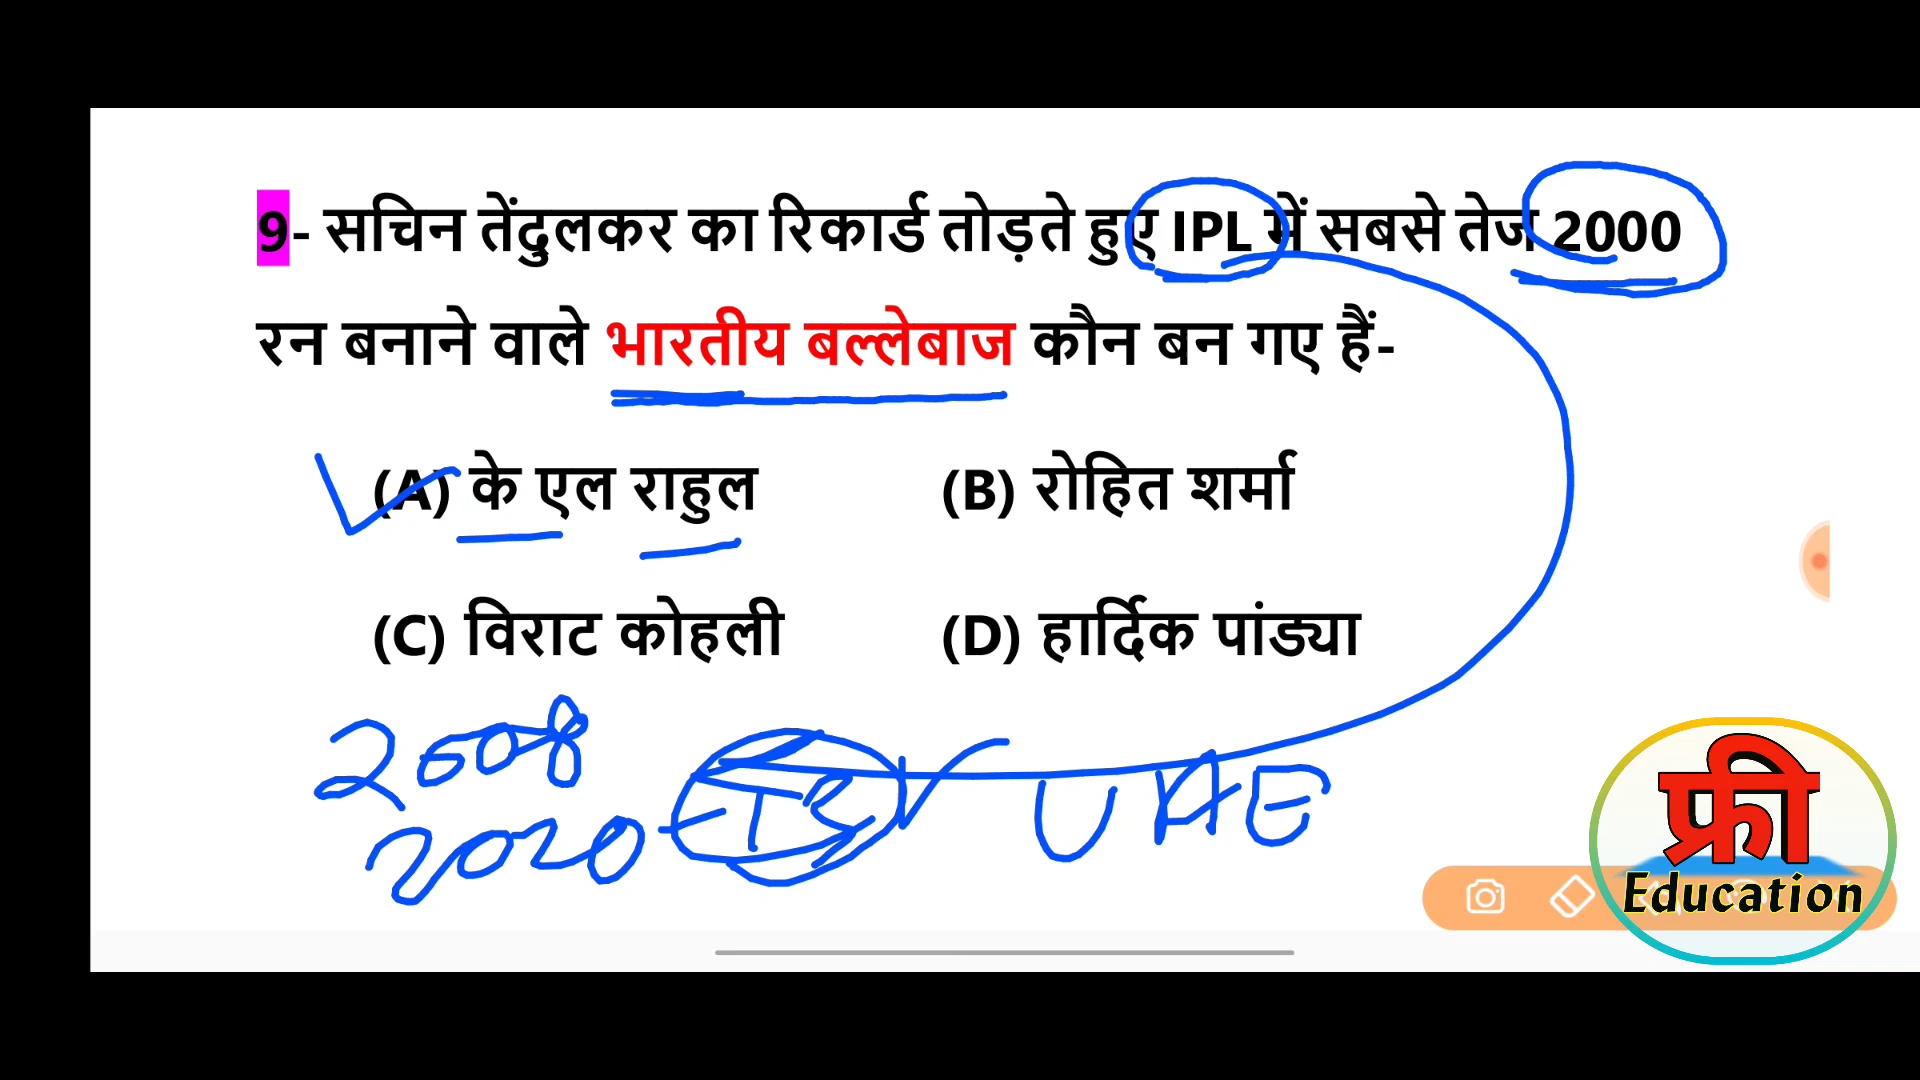 9- सचिन तेंदुलकर का रिकार्ड तोड़ते हुए IPL में सबसे तेज 2000
रन बनाने वाले भारतीय बल्लेबाज कौन बन गए हैं-
(A) के एल राहुल (B) रोहित शर्मा
(C) विराट कोहली (D) हार्दिक पांड्या
2008
2020 - 13 UAE
फ्री
Education